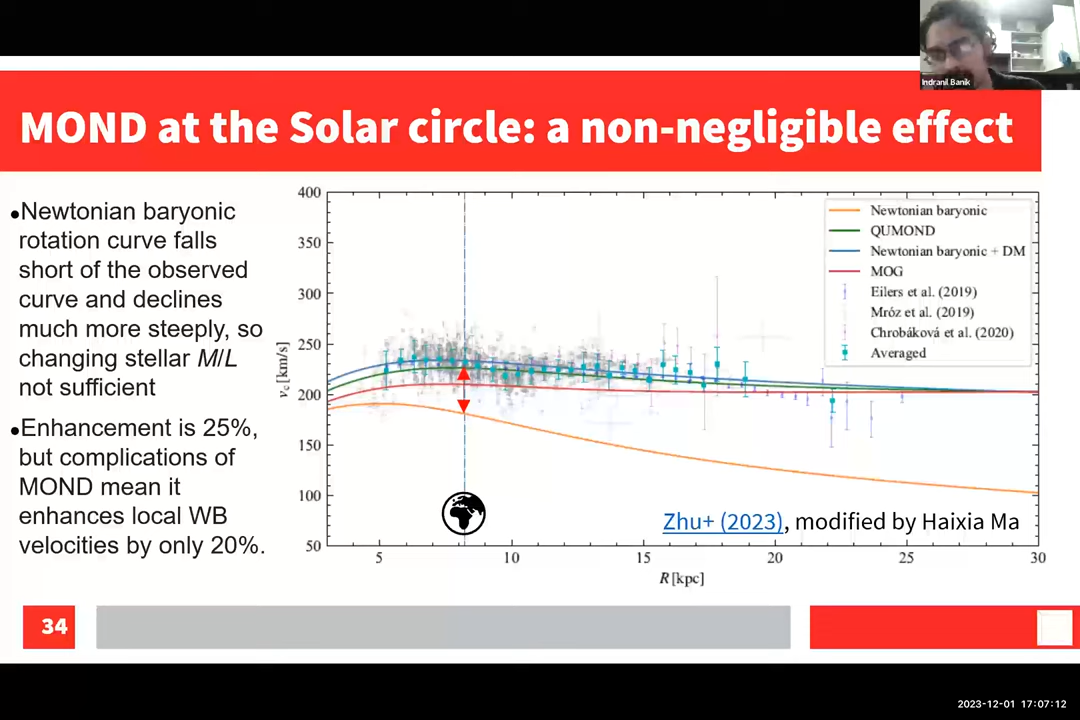 Indranil Banik
MOND at the Solar circle: a non-negligible effect
•Newtonian baryonic
rotation curve falls
short of the observed
curve and declines
much more steeply, so
changing stellar M/L
not sufficient
•Enhancement is 25%,
but complications of
MOND mean it
enhances local WB
velocities by only 20%.
400
350
300
250
200
150
100
50
v_c [km/s]
Newtonian baryonic
QUMOND
Newtonian baryonic + DM
MOG
Eilers et al. (2019)
Mróz et al. (2019)
Chrobáková et al. (2020)
Averaged
Zhu+ (2023), modified by Haixia Ma
5 10 15 20 25 30
R [kpc]
34
2023-12-01 17:07:12